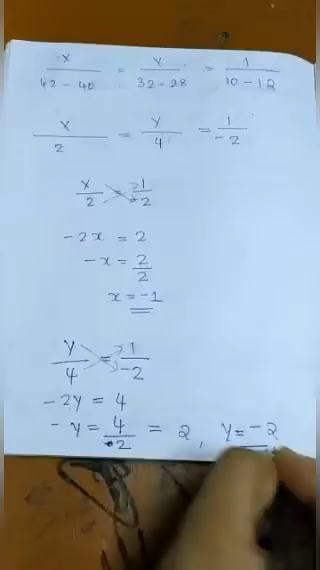 x/(42-40) = y/(32-28) = 1/(10-12)
x/2 = y/4 = 1/-2
x/2 = 1/-2
-2x = 2
-x = 2/2
x = -1
y/4 = 1/-2
-2y = 4
-y = 4/2 = 2, y = -2